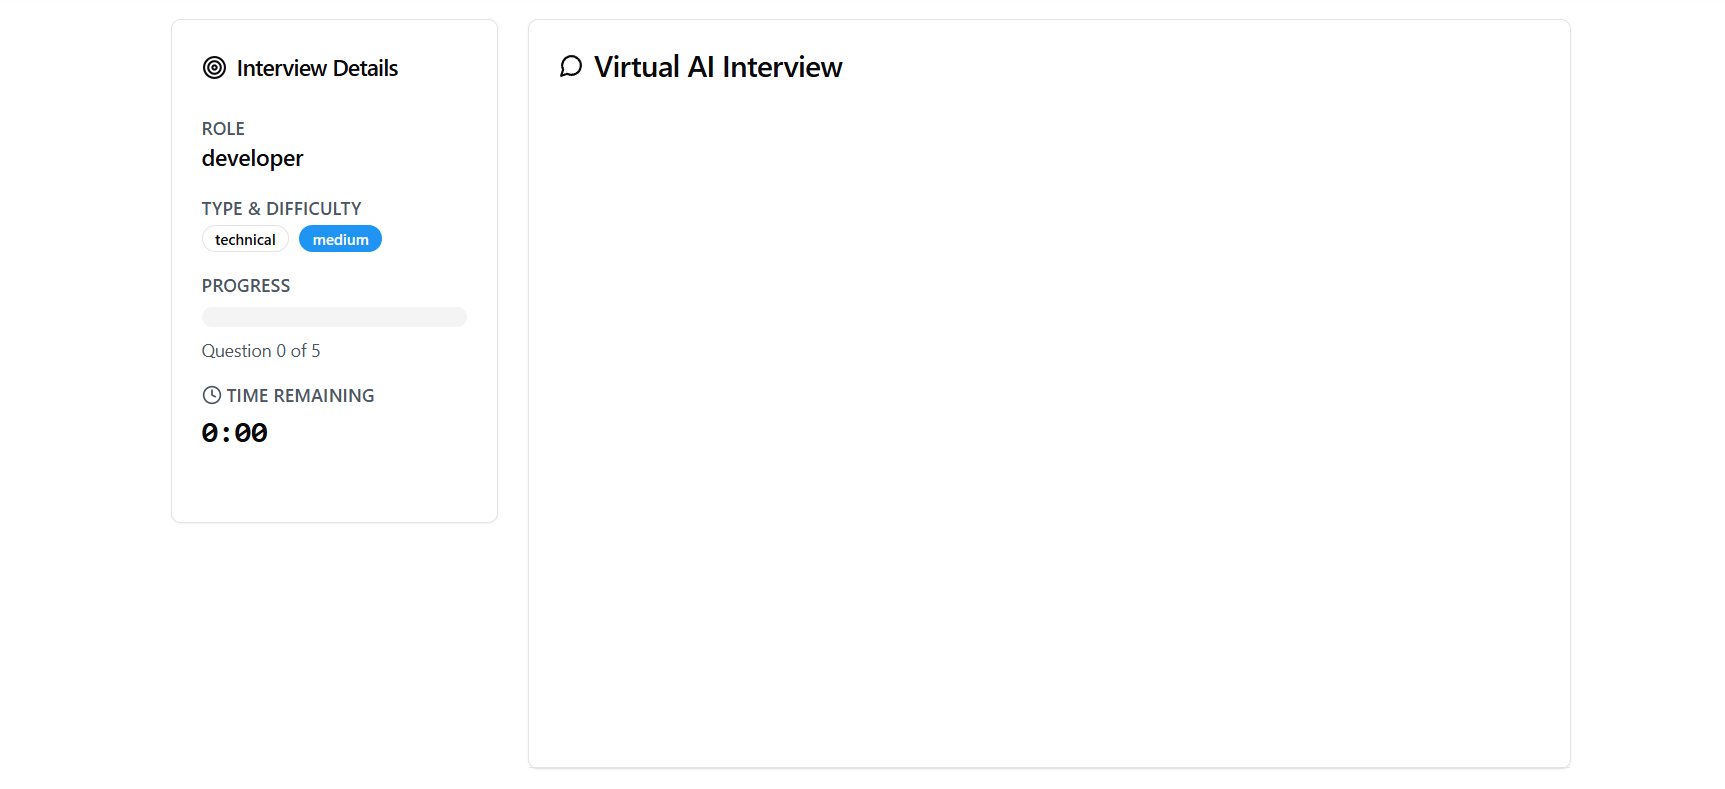 Interview Details
ROLE
developer
TYPE & DIFFICULTY
technical medium
PROGRESS
Question 0 of 5
TIME REMAINING
0:00
Virtual AI Interview